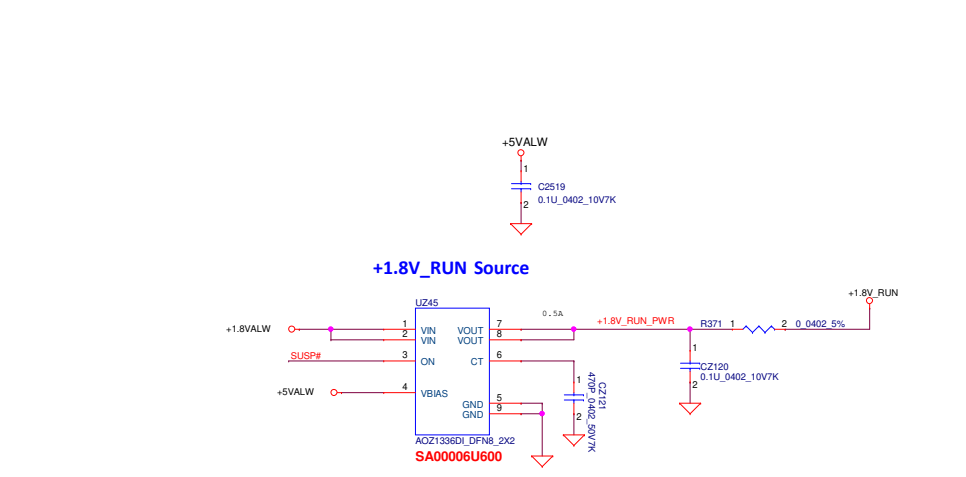 +5VALW
1
C2519
0.1U_0402_10V7K
2
+1.8V_RUN Source
+1.8V_RUN
UZ45
0.5A
+1.8VALW
1
VIN
VOUT
7
+1.8V_RUN_PWR
R371
1
2
0_0402_5%
2
VIN
VOUT
8
SUSP#
3
ON
CT
6
1
CZ120
0.1U_0402_10V7K
2
1
CZ121
470P_0402_50V7K
2
+5VALW
4
VBIAS
GND
5
GND
9
AOZ1336DI_DFN8_2X2
SA00006U600